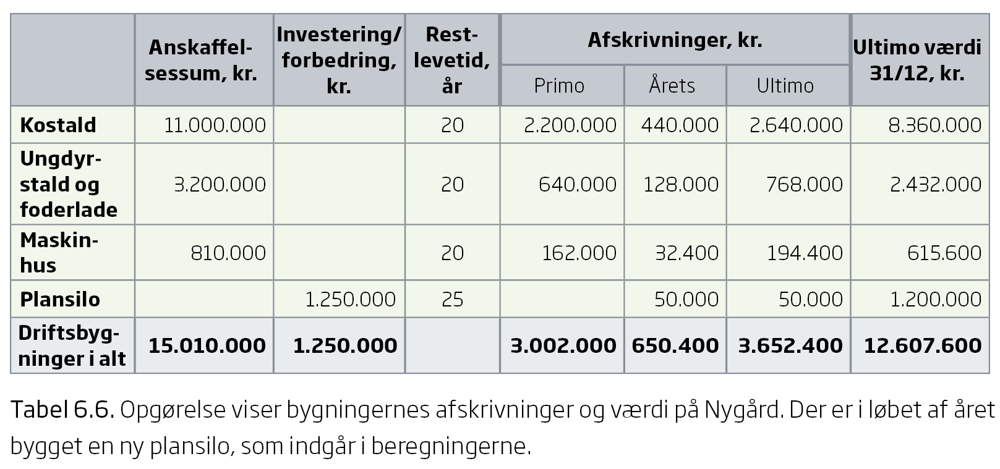 Anskaffel-
sessum, kr.
Investering/
forbedring,
kr.
Rest-
levetid,
år
Afskrivninger, kr.
Primo
Årets
Ultimo
Ultimo værdi
31/12, kr.
Kostald 11.000.000 20 2.200.000 440.000 2.640.000 8.360.000
Ungdyr-
stald og 3.200.000 20 640.000 128.000 768.000 2.432.000
foderlade
Maskin-
hus
810.000 20 162.000 32.400 194.400 615.600
Plansilo 1.250.000 25 50.000 50.000 1.200.000
Driftsbyg-
ninger i alt
15.010.000 1.250.000 3.002.000 650.400 3.652.400 12.607.600
Tabel 6.6. Opgørelse viser bygningernes afskrivninger og værdi på Nygård. Der er i løbet af året
bygget en ny plansilo, som indgår i beregningerne.